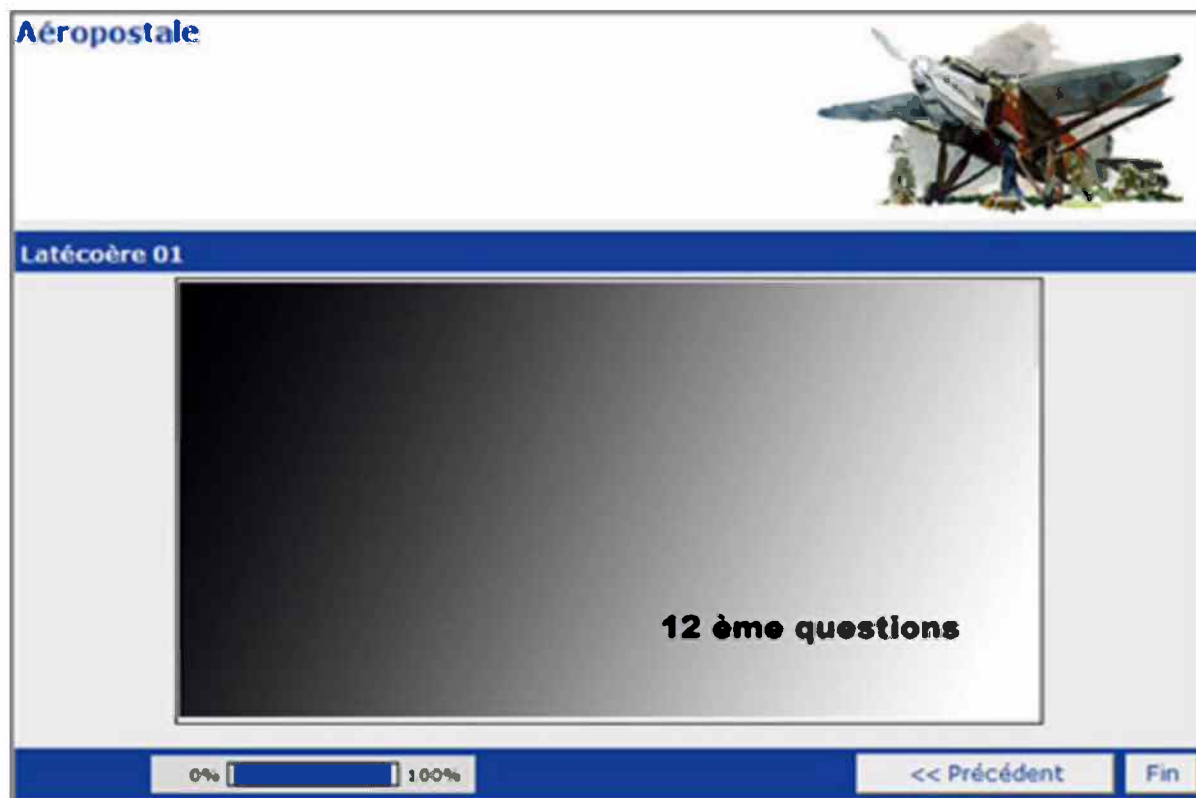 Aéropostale
Latécoère 01
12 ème questions
0% 100%
<< Précédent
Fin